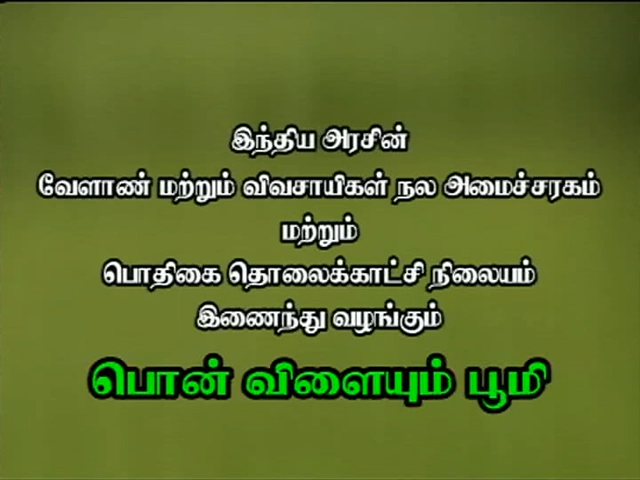 இந்திய அரசின்
வேளாண் மற்றும் விவசாயிகள் நல அமைச்சரகம்
மற்றும்
பொதிகை தொலைக்காட்சி நிலையம்
இணைந்து வழங்கும்
பொன் விளையும் பூமி